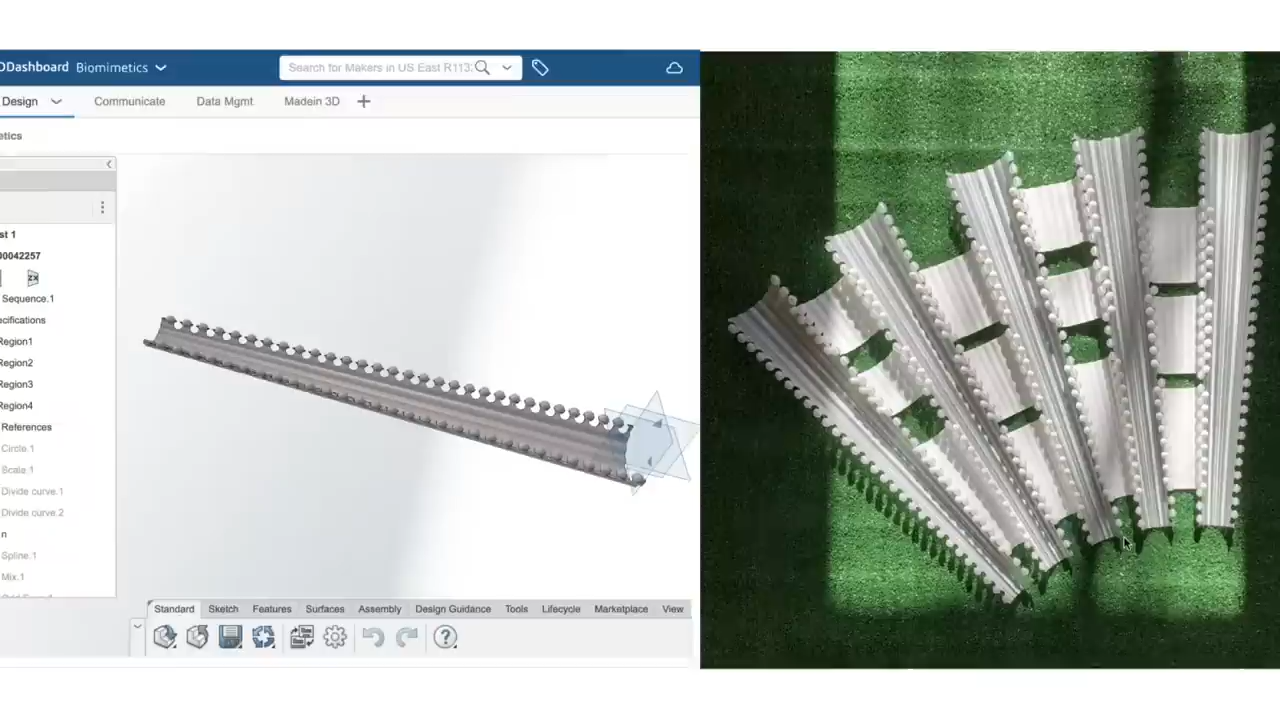 DDashboard Biomimetics
Search for Makers in US East R113:
Design Communicate Data Mgmt Madein 3D
etics
st 1
00042257
ZX
Sequence.1
ecifications
Region1
Region2
Region3
Region4
References
Circle.1
Scale.1
Divide curve.1
Divide curve.2
n
Spline.1
Mix.1
Standard Sketch Features Surfaces Assembly Design Guidance Tools Lifecycle Marketplace View